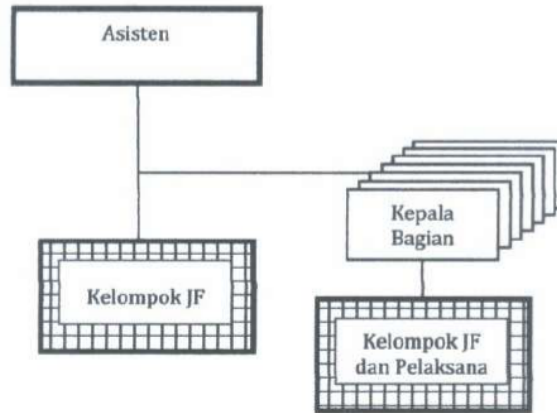 Asisten
Kepala
Bagian
Kelompok JF
Kelompok JF
dan Pelaksana